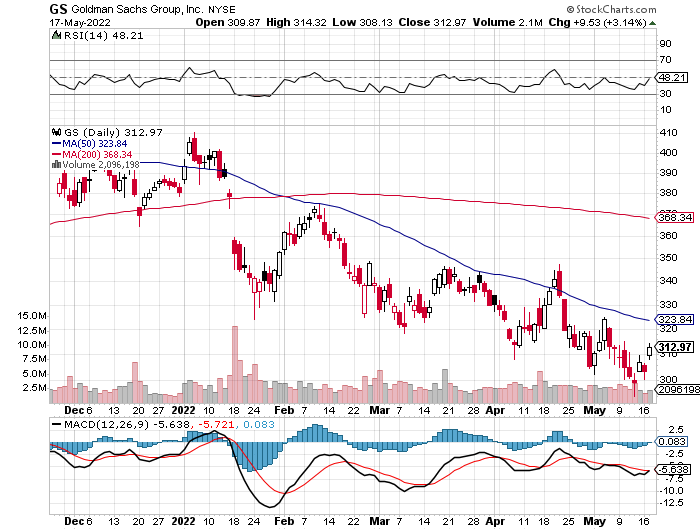 GS Goldman Sachs Group, Inc. NYSE © StockCharts.com
17-May-2022 Open 309.87 High 314.32 Low 308.13 Close 312.97 Volume 2.1M Chg +9.53 (+3.14%)
RSI(14) 48.21
90
70
50
48.21
30
10
GS (Daily) 312.97
MA(50) 323.84
MA(200) 368.34
Volume 2,096,198
410
400
390
380
370
368.34
360
350
340
330
323.84
320
312.97
310
300
2096198
15.0M
12.5M
10.0M
7.5M
5.0M
2.5M
Dec 6 13 20 27 2022 10 18 24 Feb 7 14 22 Mar 7 14 21 28 Apr 11 18 25 May 9 16
MACD(12,26,9) -5.638, -5.721, 0.083
2.5
0.083
-2.5
-5.638
-7.5
-10.0
-12.5
Dec 6 13 20 27 2022 10 18 24 Feb 7 14 22 Mar 7 14 21 28 Apr 11 18 25 May 9 16